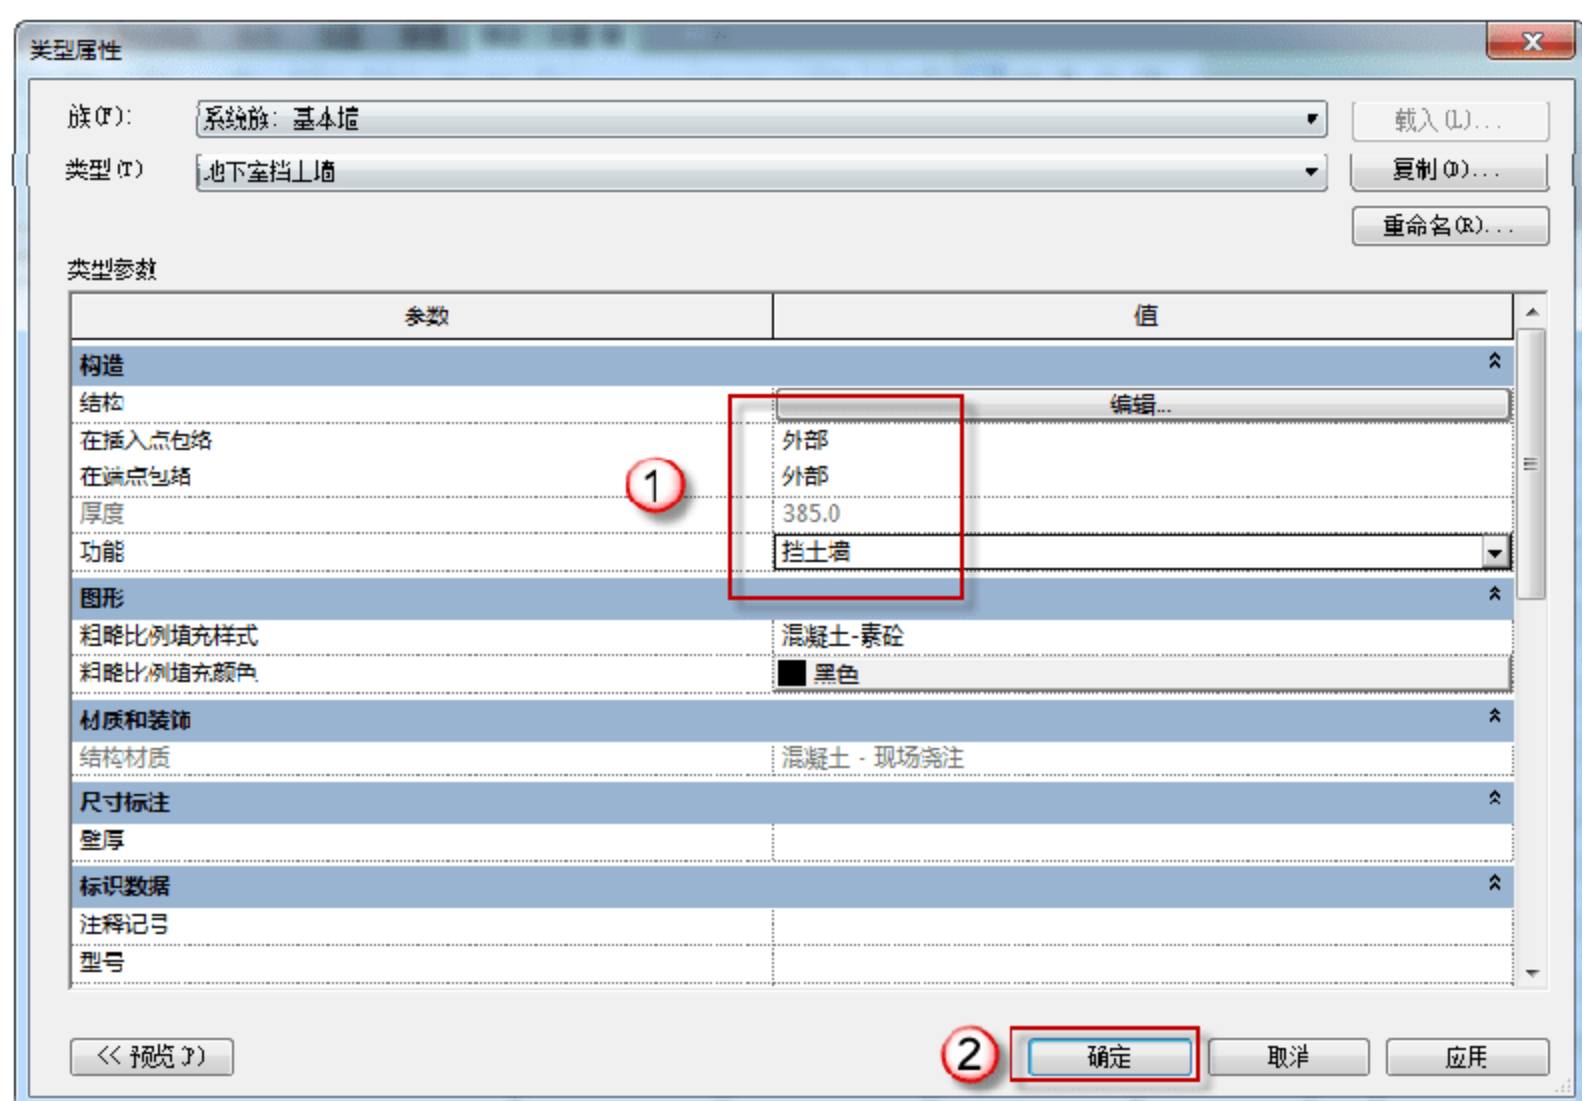 类型属性
族(F):
系统族：基本墙
载入(L)...
类型(T)
地下室挡土墙
复制(D)...
重命名(R)...
类型参数
参数
值
构造
结构
编辑...
在插入点包络
外部
在端点包络
外部
1
厚度
385.0
功能
挡土墙
图形
粗略比例填充样式
混凝土-素砼
粗略比例填充颜色
黑色
材质和装饰
结构材质
混凝土 - 现场浇注
尺寸标注
壁厚
标识数据
注释记号
型号
<< 预览(P)
2
确定
取消
应用